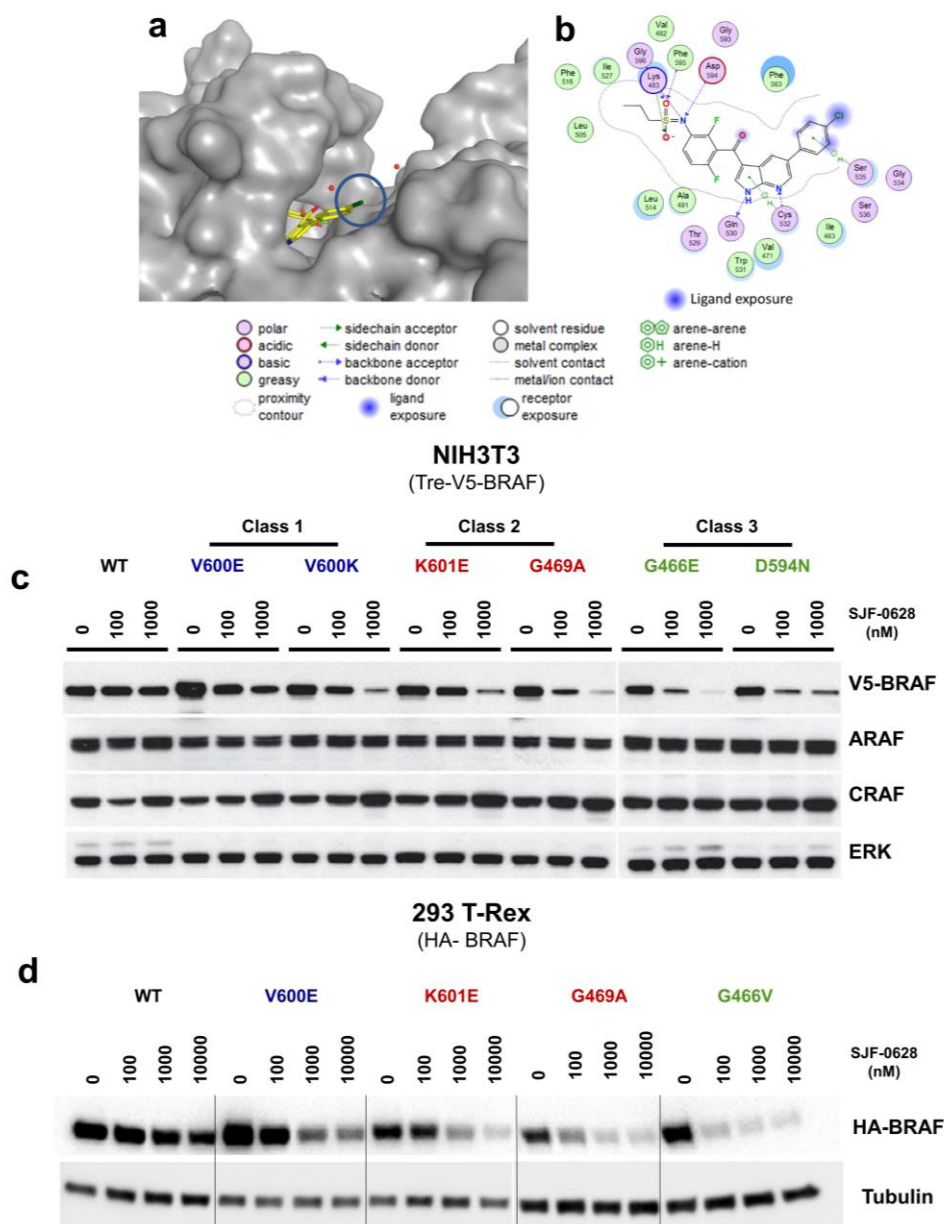 a
b
Val 482
Gly 593
Gly 596
Phe 595
Asp 594
Phe 516
Ile 527
Lys 483
Phe 583
Leu 505
O
S
N
O
F
O
F
Cl
H
Ser 535
Gly 534
Leu 514
Ala 481
N
H
H
N
Ser 536
Thr 529
Gln 530
Cys 532
Ile 463
Trp 531
Val 471
Ligand exposure
polar
sidechain acceptor
solvent residue
arene-arene
acidic
sidechain donor
metal complex
H arene-H
basic
backbone acceptor
solvent contact
+ arene-cation
greasy
backbone donor
metal/ion contact
proximity contour
ligand exposure
receptor exposure
NIH3T3
(Tre-V5-BRAF)
Class 1 Class 2 Class 3
WT V600E V600K K601E G469A G466E D594N
c
0 100 1000 0 100 1000 0 100 1000 0 100 1000 0 100 1000 0 100 1000 0 100 1000
SJF-0628
(nM)
V5-BRAF
ARAF
CRAF
ERK
293 T-Rex
(HA- BRAF)
d
WT V600E K601E G469A G466V
0 100 1000 10000 0 100 1000 10000 0 100 1000 10000 0 100 1000 10000 0 100 1000 10000
SJF-0628
(nM)
HA-BRAF
Tubulin